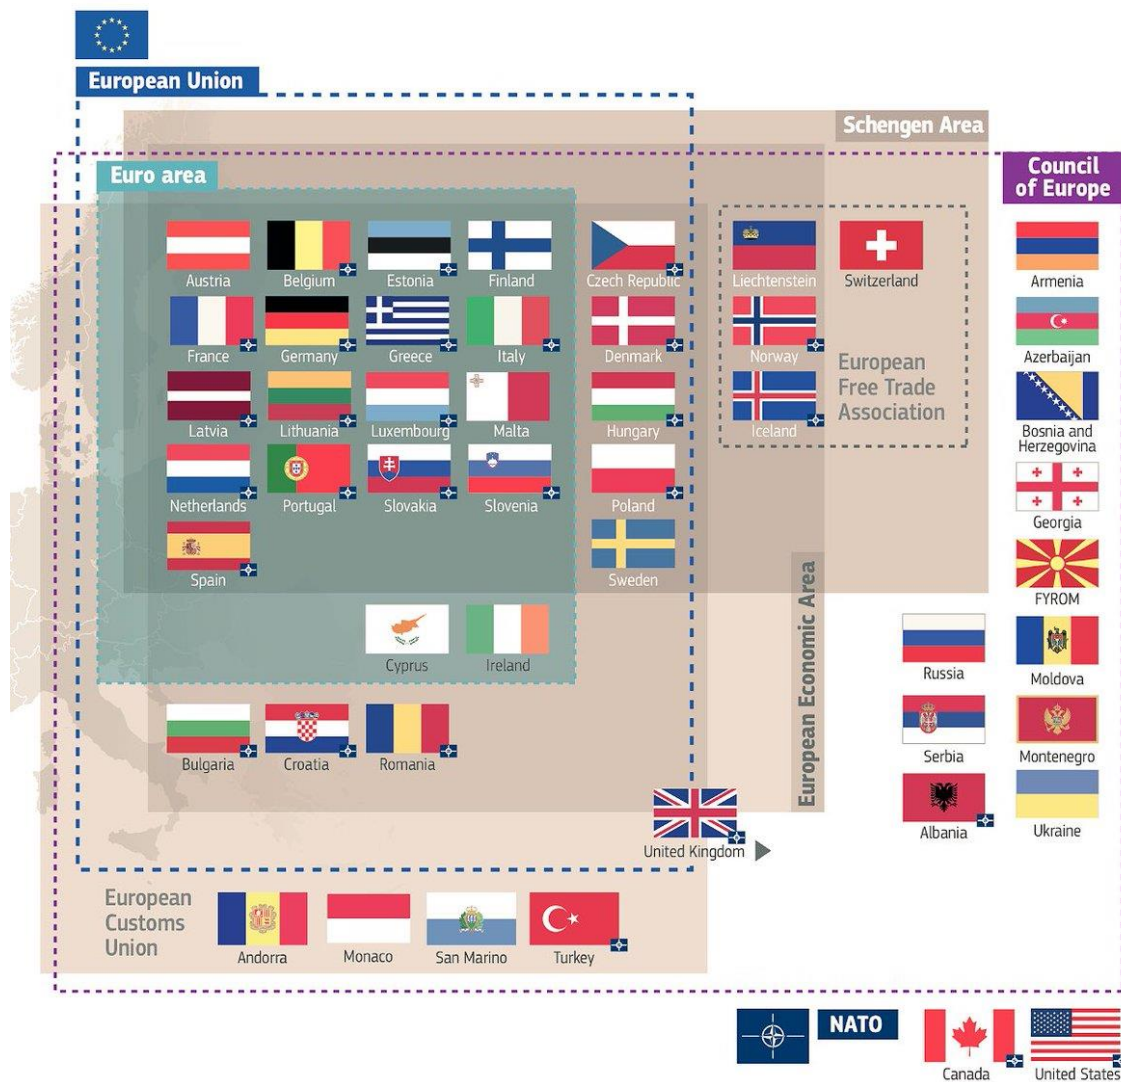 European Union
Schengen Area
Euro area
Council
of Europe
Austria
Belgium
Estonia
Finland
Czech Republic
Liechtenstein
Switzerland
Armenia
France
Germany
Greece
Italy
Denmark
Norway
European
Free Trade
Association
Azerbaijan
Latvia
Lithuania
Luxembourg
Malta
Hungary
Iceland
Bosnia and
Herzegovina
Netherlands
Portugal
Slovakia
Slovenia
Poland
Georgia
Spain
Sweden
European Economic Area
FYROM
Cyprus
Ireland
Russia
Moldova
Bulgaria
Croatia
Romania
Serbia
Montenegro
United Kingdom
Albania
Ukraine
European
Customs
Union
Andorra
Monaco
San Marino
Turkey
NATO
Canada
United States